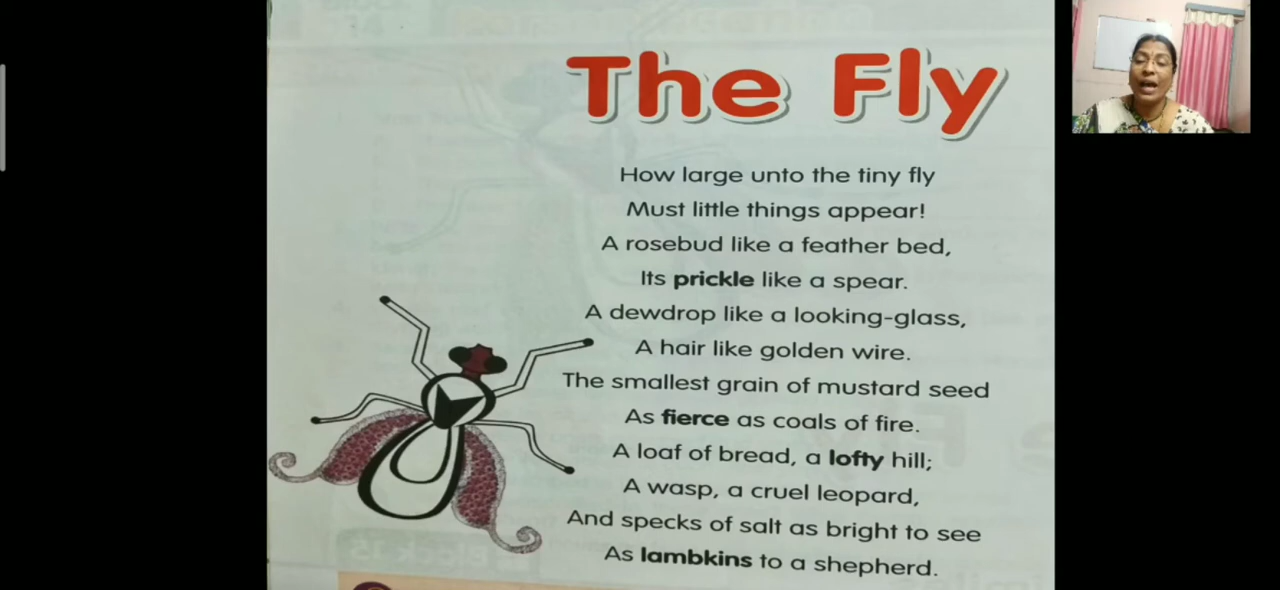 The Fly
How large unto the tiny fly
Must little things appear!
A rosebud like a feather bed,
Its prickle like a spear.
A dewdrop like a looking-glass,
A hair like golden wire.
The smallest grain of mustard seed
As fierce as coals of fire.
A loaf of bread, a lofty hill;
A wasp, a cruel leopard,
And specks of salt as bright to see
As lambkins to a shepherd.